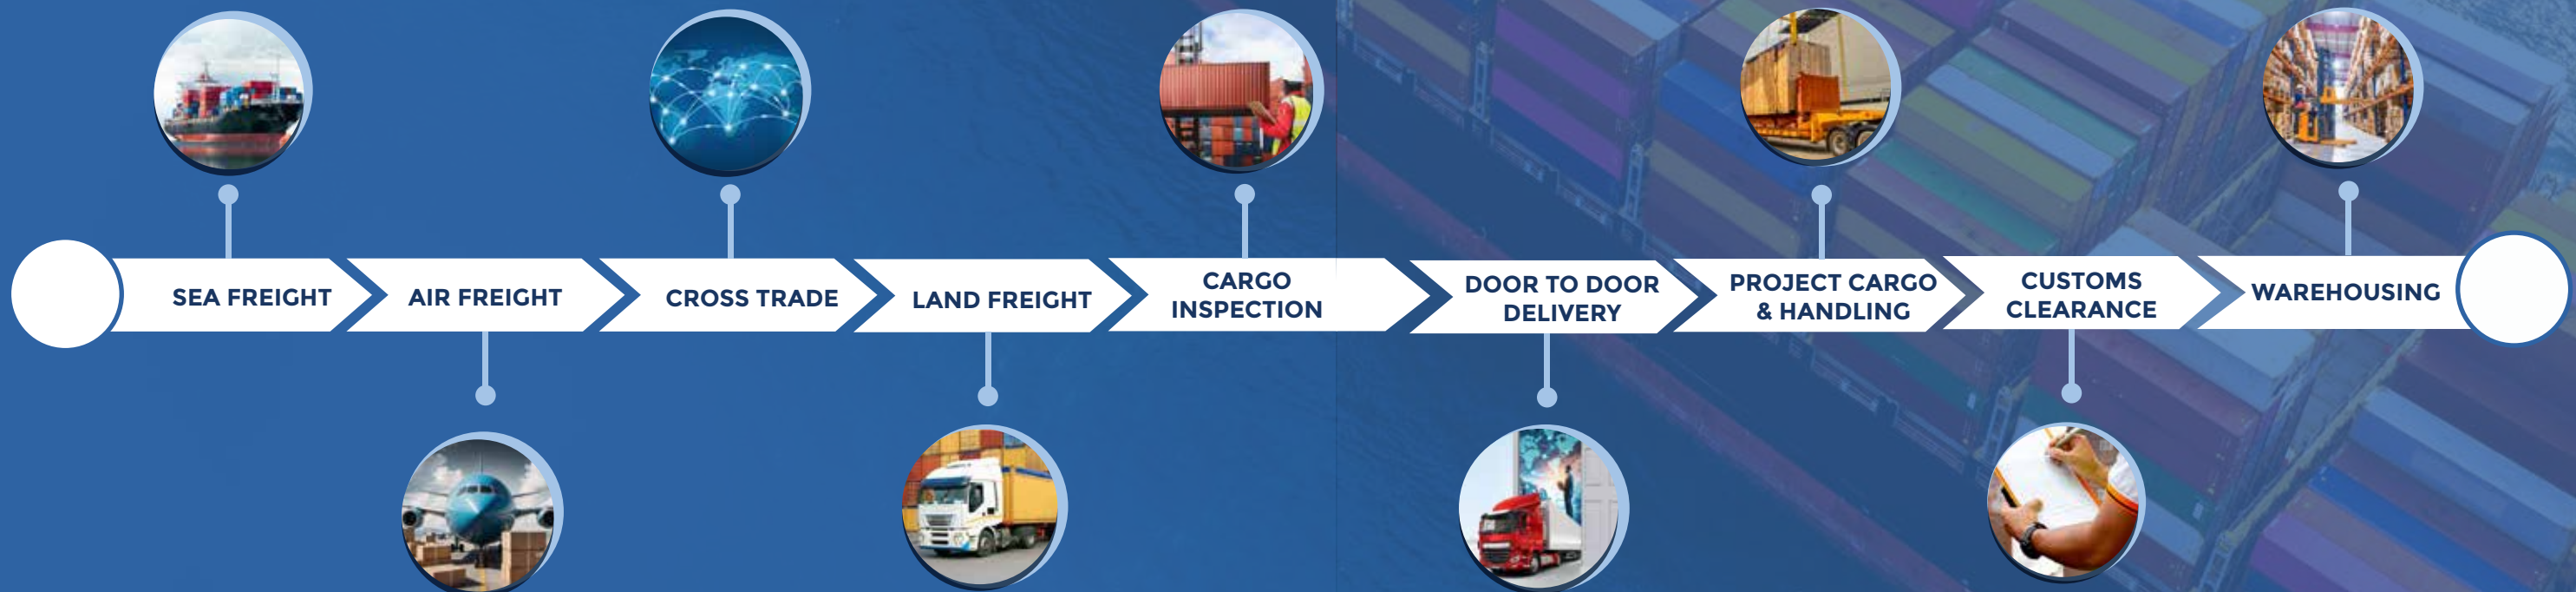 SEA FREIGHT
AIR FREIGHT
CROSS TRADE
LAND FREIGHT
CARGO
INSPECTION
DOOR TO DOOR
DELIVERY
PROJECT CARGO
& HANDLING
CUSTOMS
CLEARANCE
WAREHOUSING